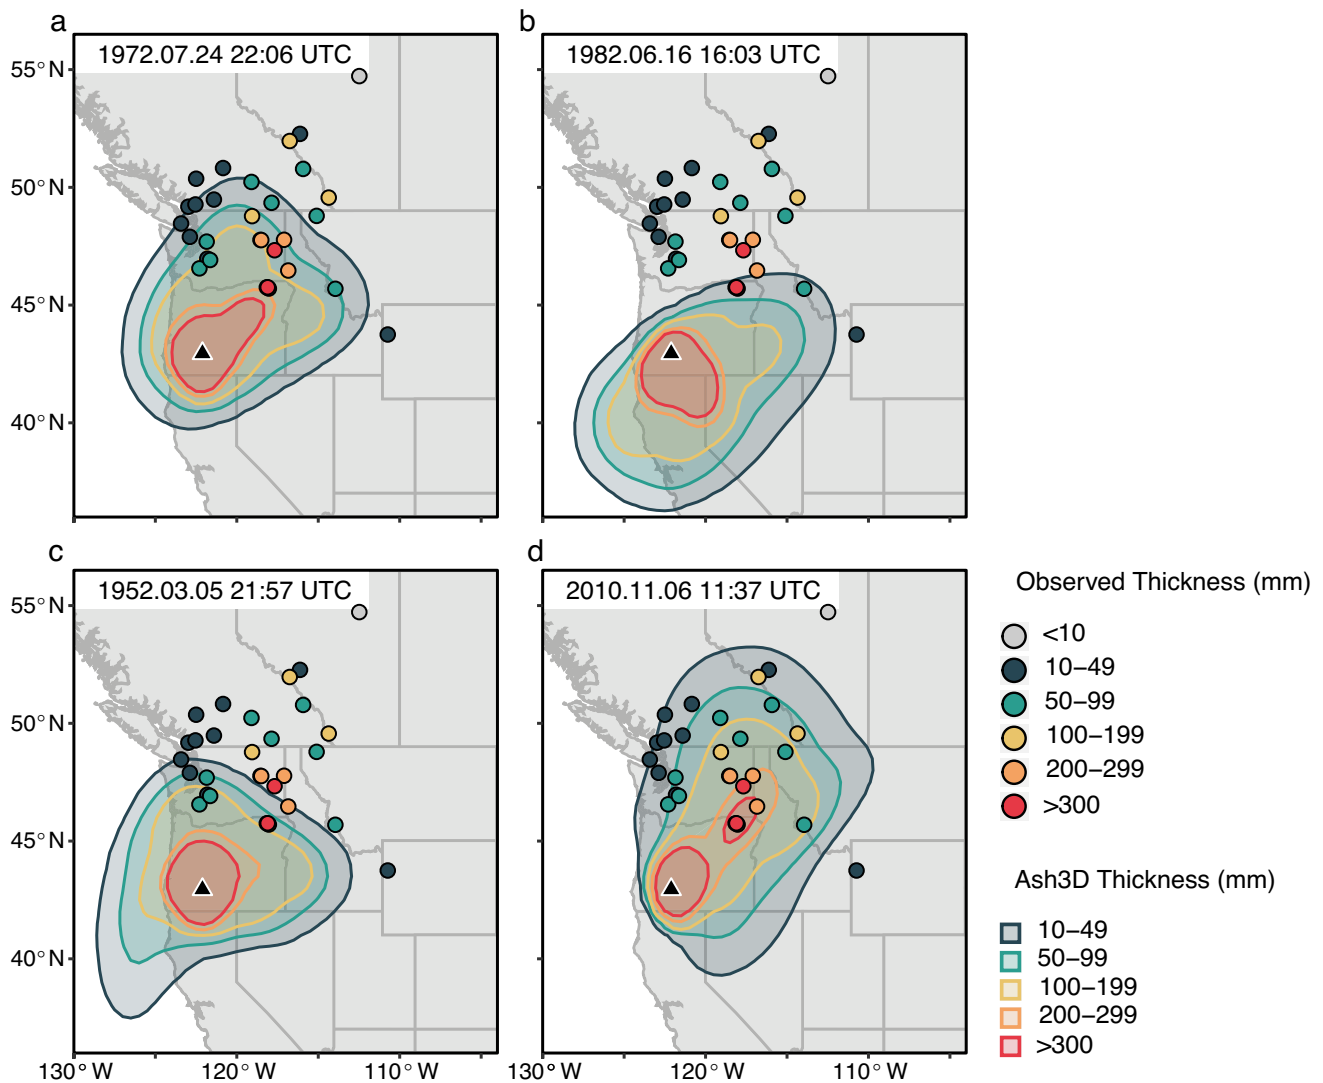 a
1972.07.24 22:06 UTC
55° N
50° N
45° N
40° N
b
1982.06.16 16:03 UTC
c
1952.03.05 21:57 UTC
55° N
50° N
45° N
40° N
130° W
120° W
110° W
d
2010.11.06 11:37 UTC
130° W
120° W
110° W
Observed Thickness (mm)
<10
10–49
50–99
100–199
200–299
>300
Ash3D Thickness (mm)
10–49
50–99
100–199
200–299
>300